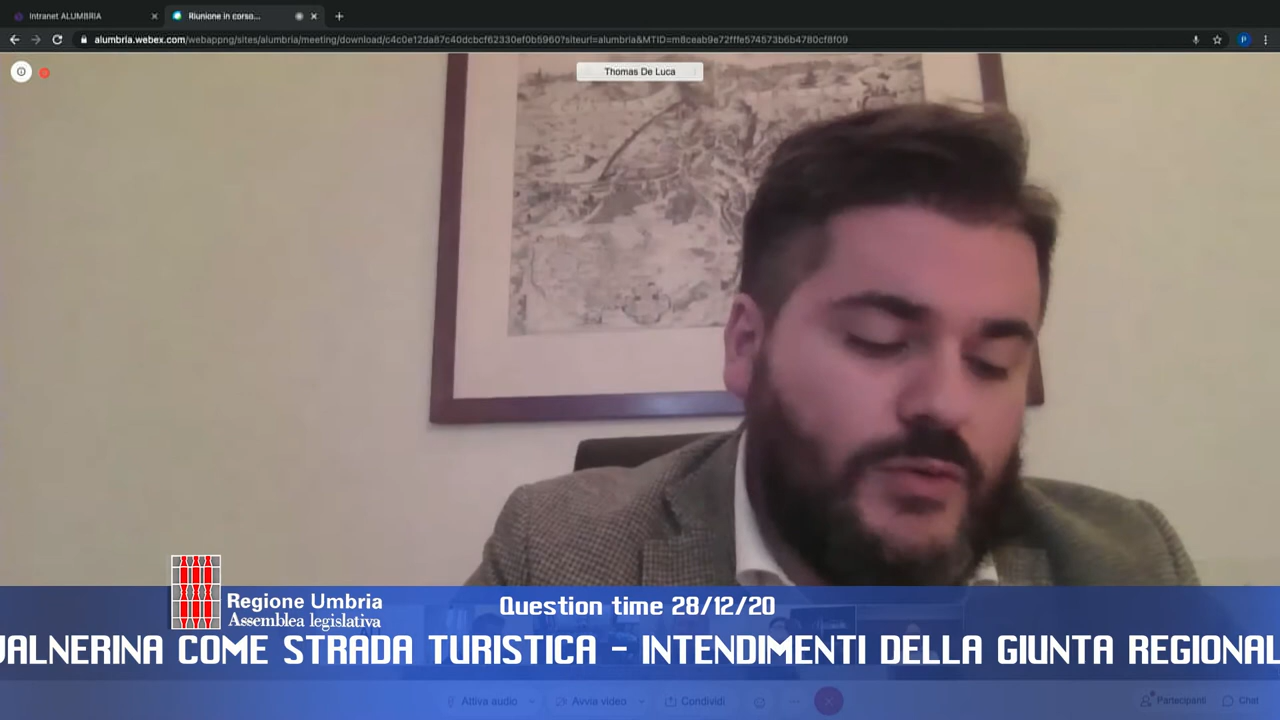 Intranet ALUMBRIA
Riunione in corso...
alumbria.webex.com/webappng/sites/alumbria/meeting/download/c4c0e12da87c40dcbcf62330ef0b5960?siteurl=alumbria&MTID=m8ceab9e72fffe574573b6b4780cf8f09
P
Thomas De Luca
Regione Umbria
Assemblea legislativa
Question time 28/12/20
VALNERINA COME STRADA TURISTICA - INTENDIMENTI DELLA GIUNTA REGIONAL
Attiva audio
Avvia video
Condividi
Partecipanti
Chat